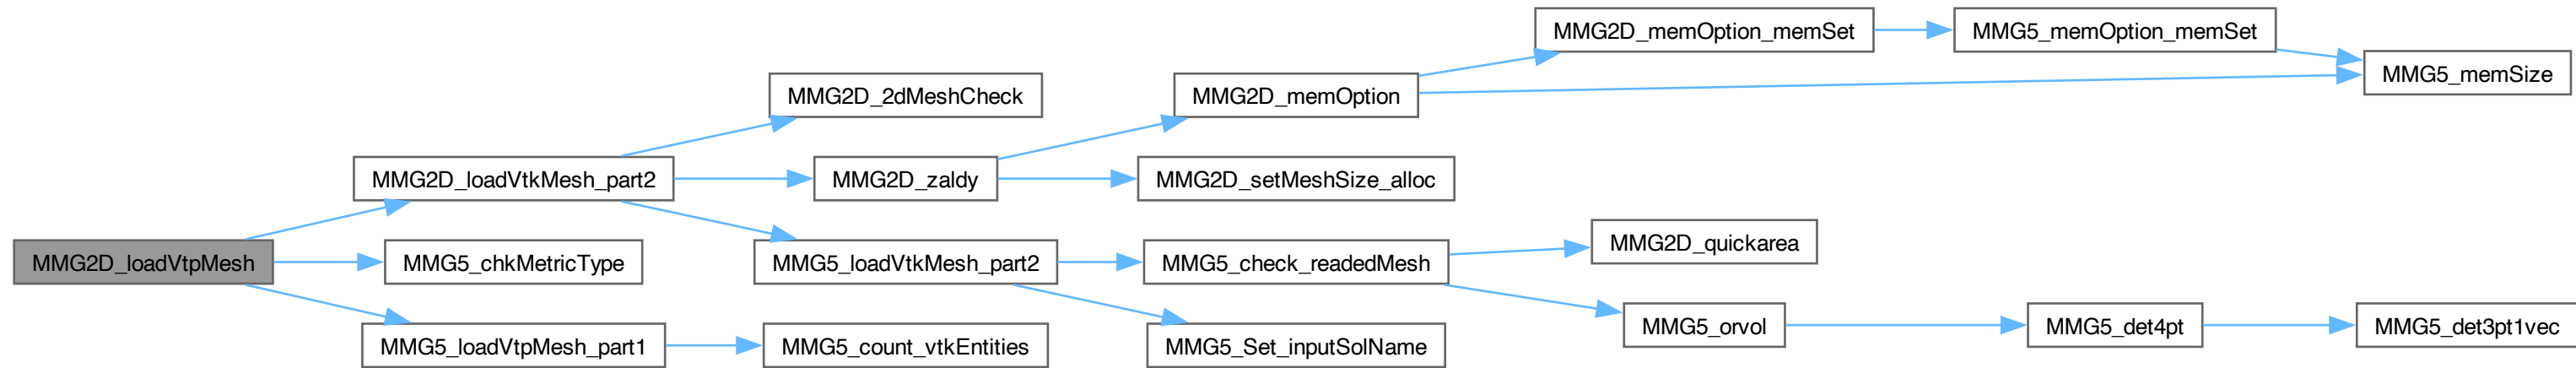 MMG2D_memOption_memSet
MMG5_memOption_memSet
MMG5_memSize
MMG2D_2dMeshCheck
MMG2D_memOption
MMG2D_loadVtkMesh_part2
MMG2D_zaldy
MMG2D_setMeshSize_alloc
MMG2D_quickarea
MMG2D_loadVtpMesh
MMG5_chkMetricType
MMG5_loadVtkMesh_part2
MMG5_check_readedMesh
MMG5_orvol
MMG5_det4pt
MMG5_det3pt1vec
MMG5_loadVtpMesh_part1
MMG5_count_vtkEntities
MMG5_Set_inputSolName